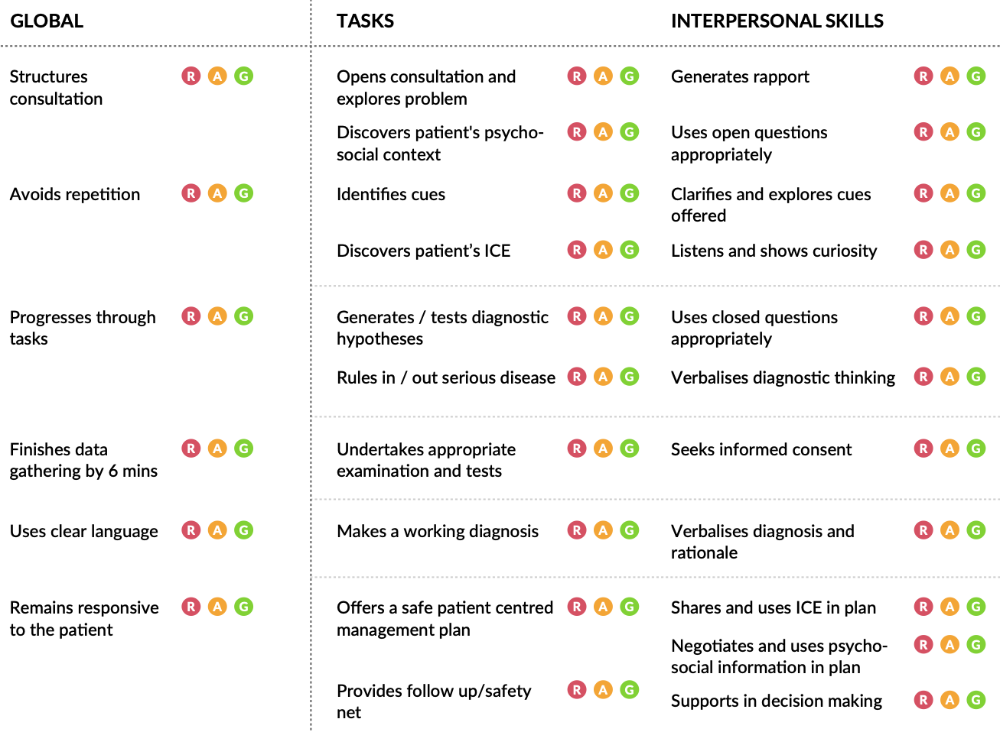 GLOBAL TASKS INTERPERSONAL SKILLS
Structures R A G Opens consultation and R A G Generates rapport R A G
consultation explores problem
Discovers patient's psycho- R A G Uses open questions R A G
social context appropriately
Avoids repetition R A G Identifies cues R A G Clarifies and explores cues R A G
offered
Discovers patient’s ICE R A G Listens and shows curiosity R A G
Progresses through R A G Generates / tests diagnostic R A G Uses closed questions R A G
tasks hypotheses appropriately
Rules in / out serious disease R A G Verbalises diagnostic thinking R A G
Finishes data R A G Undertakes appropriate R A G Seeks informed consent R A G
gathering by 6 mins examination and tests
Uses clear language R A G Makes a working diagnosis R A G Verbalises diagnosis and R A G
rationale
Remains responsive R A G Offers a safe patient centred R A G Shares and uses ICE in plan R A G
to the patient management plan
Negotiates and uses psycho- R A G
social information in plan
Provides follow up/safety R A G Supports in decision making R A G
net